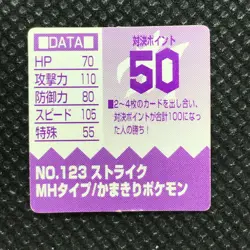 ■DATA■
HP 70
攻撃力 110
防御力 80
スピード 105
特殊 55
対決ポイント
50
■2~4枚のカードを出し合い、
対決ポイントが合計100になっ
た人の勝ち!
NO.123 ストライク
MHタイプ/かまきりポケモン